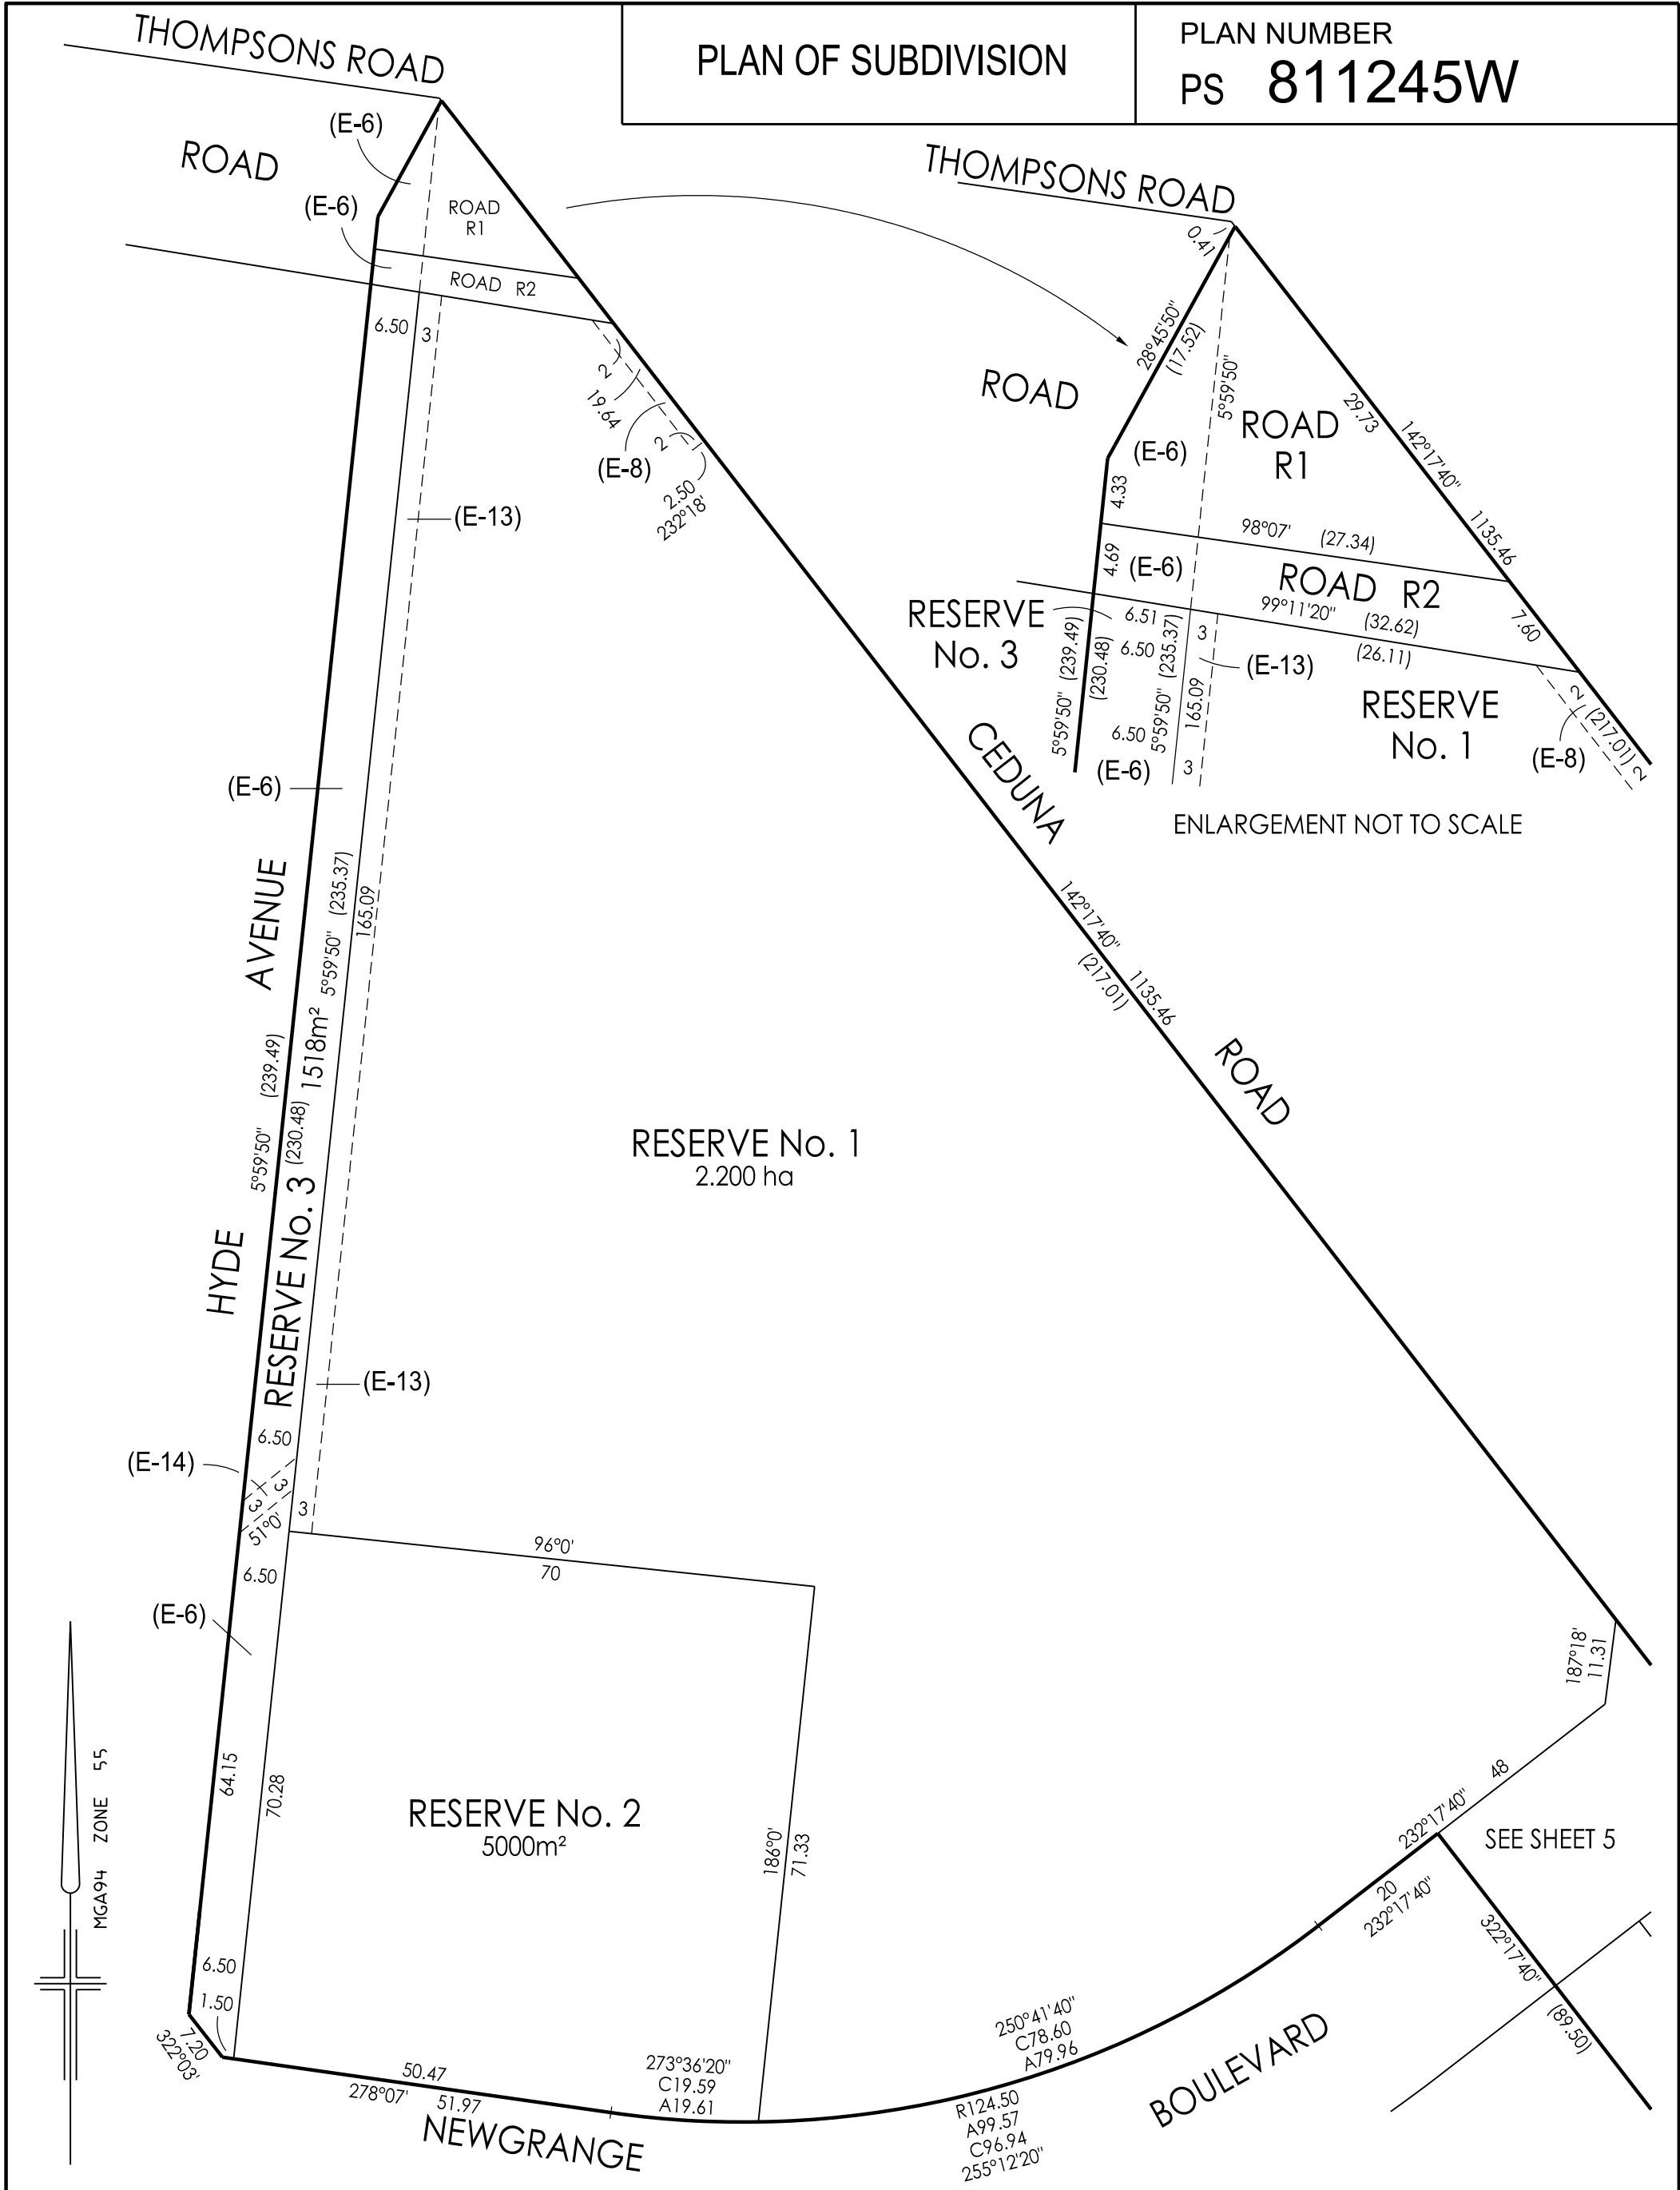 PLAN OF SUBDIVISION
PLAN NUMBER
PS 811245W
THOMPSONS ROAD
(E-6)
ROAD
(E-6)
ROAD
R1
ROAD R2
6.50
3
2
19.64
2
(E-8)
2.50
232°18'
(E-13)
THOMPSONS ROAD
0.41
28°45'50"
(17.52)
5°59'50"
ROAD
ROAD
R1
(E-6)
29.73
142°17'40"
1135.46
4.33
98°07' (27.34)
4.69
(E-6)
ROAD R2
99°11'20" (32.62)
7.60
(26.11)
RESERVE
No. 3
6.51
6.50
3
(E-13)
5°59'50" (239.49)
(230.48)
5°59'50" (235.37)
165.09
6.50
(E-6)
3
RESERVE
No. 1
2
(217.01)
2
(E-8)
ENLARGEMENT NOT TO SCALE
(E-6)
HYDE AVENUE
CEDUNA ROAD
142°17'40" 1135.46
(217.01)
5°59'50" (239.49)
RESERVE No. 3 (230.48) 1518m² 5°59'50" (235.37)
165.09
RESERVE No. 1
2.200 ha
(E-13)
6.50
(E-14)
3
3
51°0'
3
6.50
(E-6)
96°0'
70
187°18'
11.31
64.15
70.28
RESERVE No. 2
5000m²
186°0'
71.33
MGA94 ZONE 55
48
232°17'40"
SEE SHEET 5
20
232°17'40"
322°17'40"
(89.50)
6.50
1.50
7.20
322°03'
50.47
278°07' 51.97
273°36'20"
C19.59
A19.61
250°41'40"
C78.60
A79.96
R124.50
A99.57
C96.94
255°12'20"
NEWGRANGE BOULEVARD